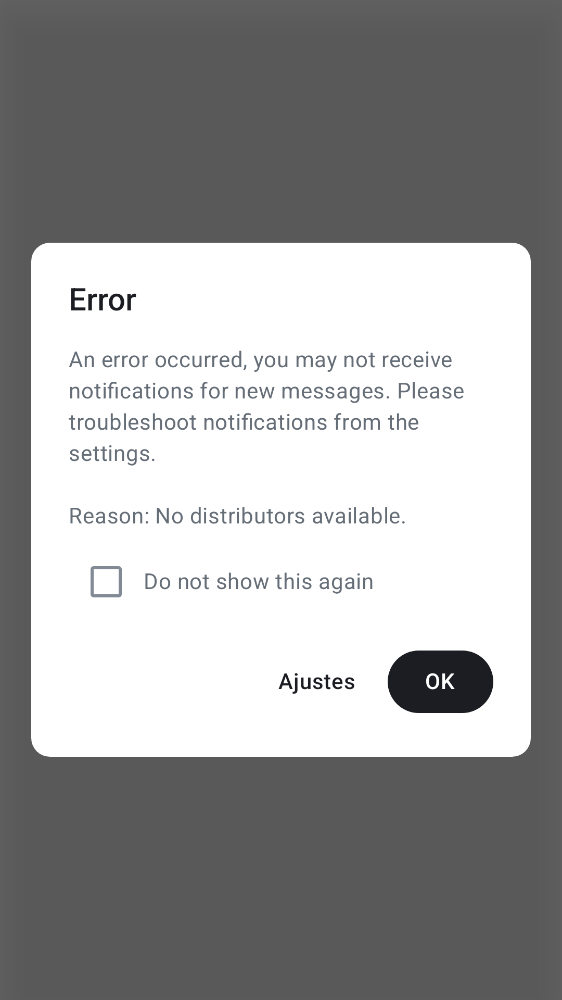 Error
An error occurred, you may not receive
notifications for new messages. Please
troubleshoot notifications from the
settings.
Reason: No distributors available.
Do not show this again
Ajustes
OK